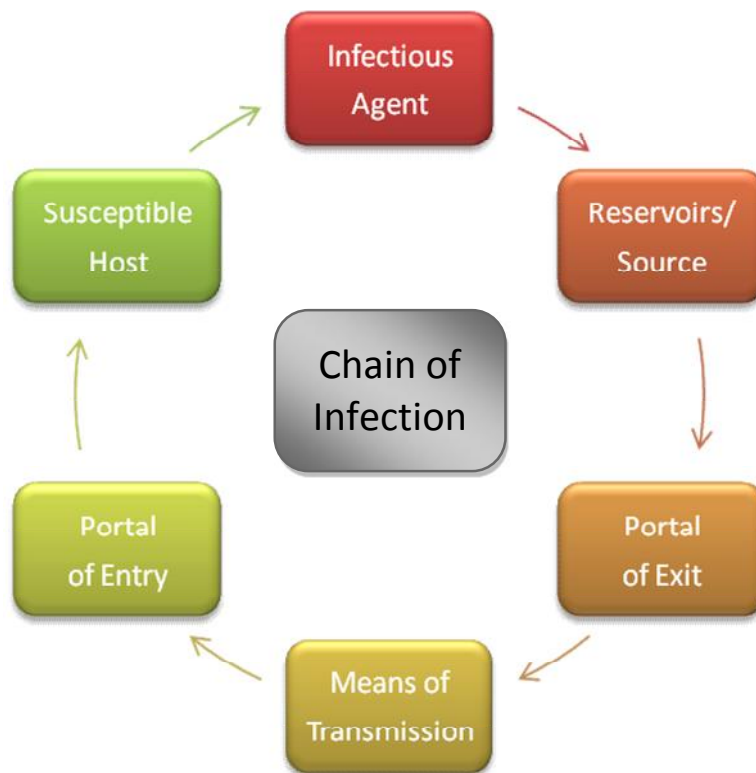 Infectious
Agent
Reservoirs/
Source
Portal
of Exit
Means of
Transmission
Portal
of Entry
Susceptible
Host
Chain of
Infection